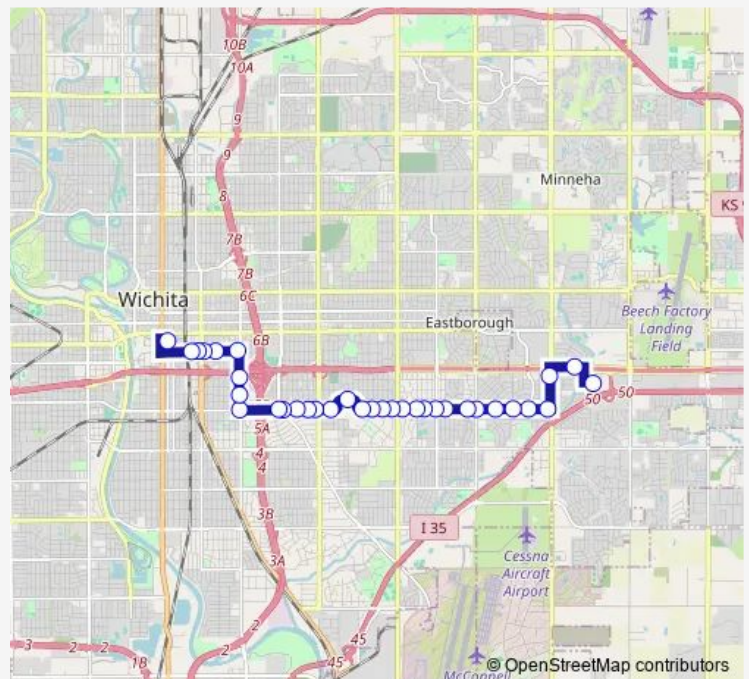 10B
10A
9
9
8
Minneha
KS
7B
7B
6C
Wichita
Beech Factory
Landing
Field
Eastborough
6B
50
50
5A
4
4
I 35
3B
Cessna
Aircraft
Airport
3A
3
2
2
2
45
1B
45
McConnell
© OpenStreetMap contributors